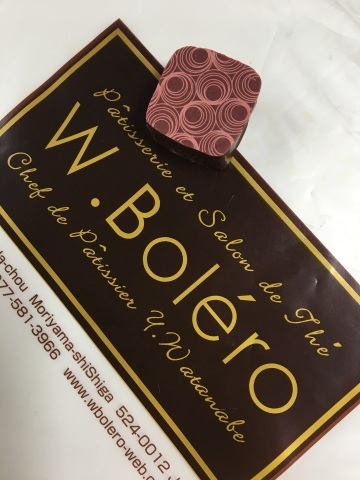 Pâtisserie et Salon de Thé
W. Boléro
Chef de Pâtissier Y. Watanabe
-chou Moriyama-shiShiga 524-0012
77-581-3966 www.wbolero-web.